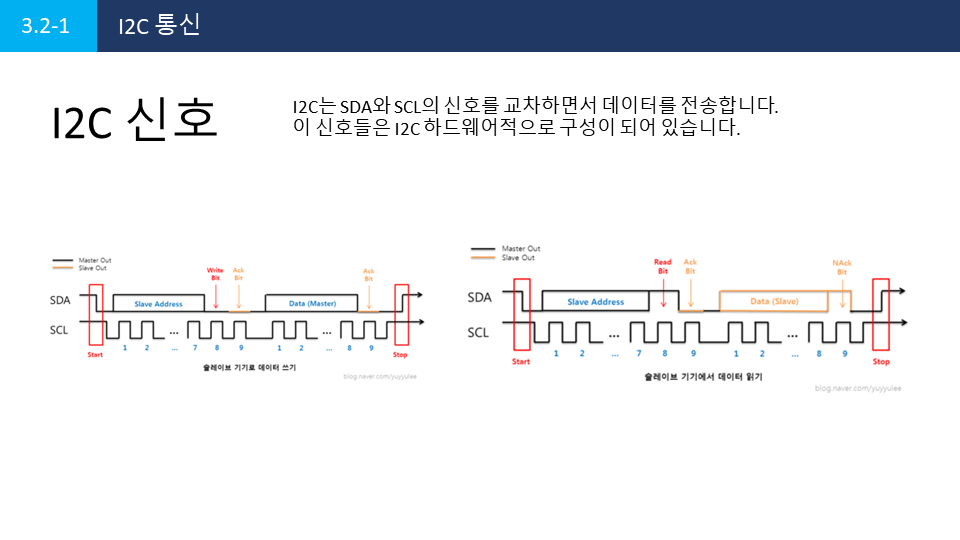 3.2-1
I2C 통신
I2C 신호
I2C는 SDA와 SCL의 신호를 교차하면서 데이터를 전송합니다.
이 신호들은 I2C 하드웨어적으로 구성이 되어 있습니다.
Master Out
Slave Out
Write Bit
Ack Bit
Ack Bit
SDA
Slave Address
Data (Master)
SCL
...
...
1 2 ... 7 8 9 1 2 ... 8 9
Start
Stop
슬레이브 기기로 데이터 쓰기
blog.naver.com/yuyyulee
Master Out
Slave Out
Read Bit
Ack Bit
NAck Bit
SDA
Slave Address
Data (Slave)
SCL
...
...
1 2 ... 7 8 9 1 2 ... 8 9
Start
Stop
슬레이브 기기에서 데이터 읽기
blog.naver.com/yuyyulee